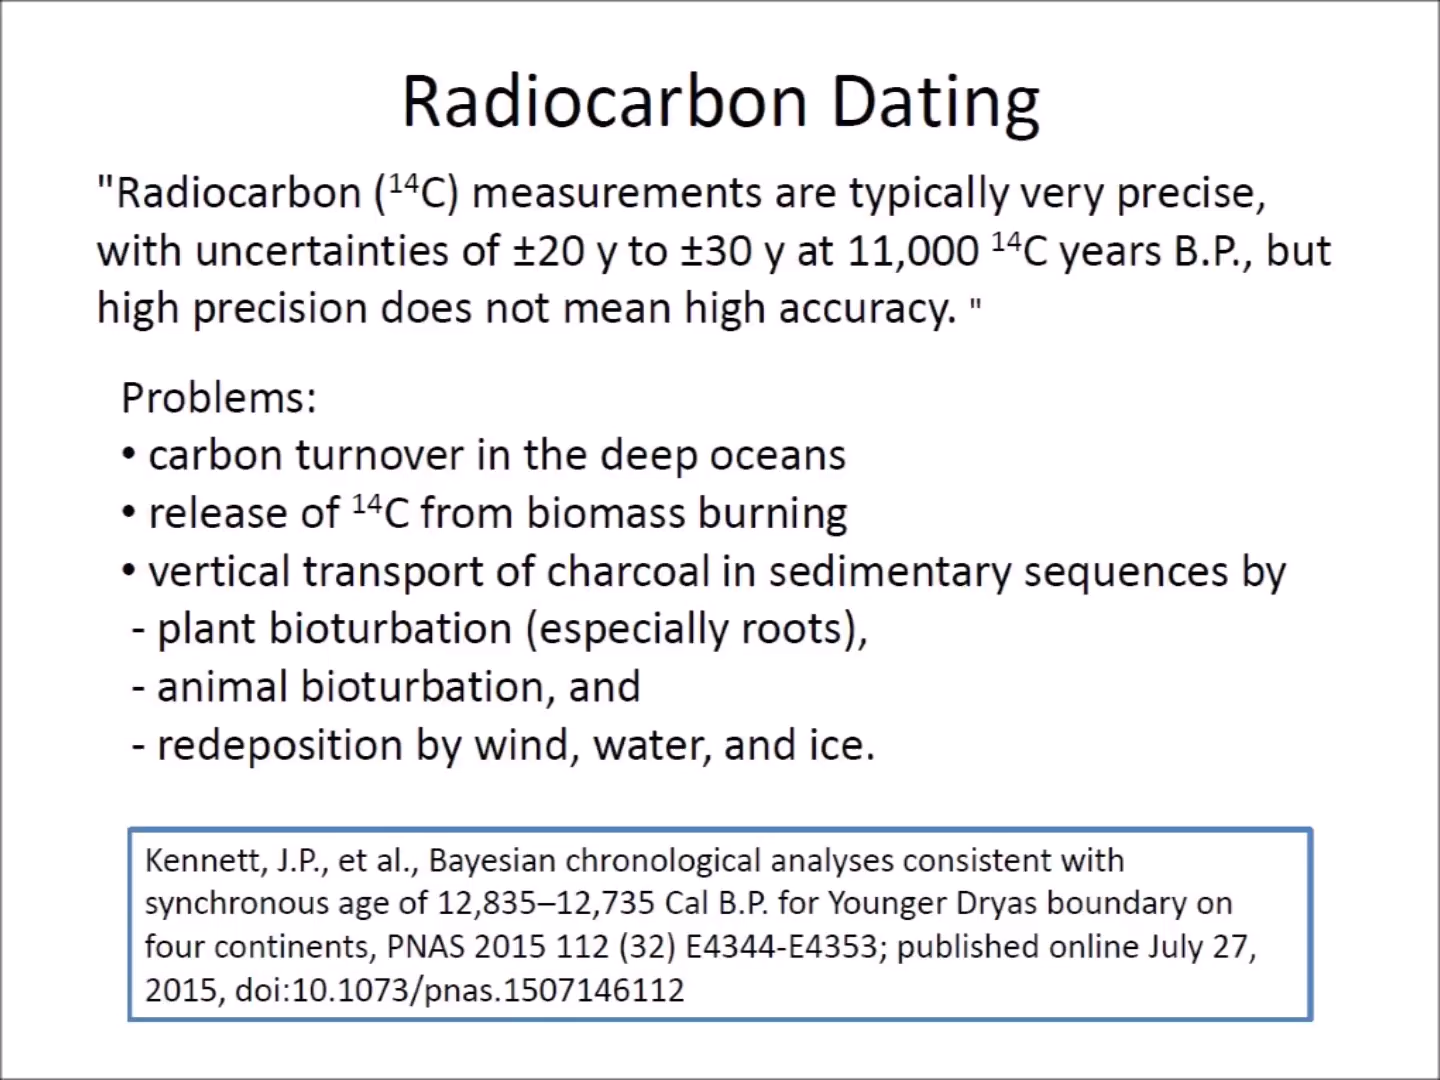 Radiocarbon Dating
"Radiocarbon (¹⁴C) measurements are typically very precise,
with uncertainties of ±20 y to ±30 y at 11,000 ¹⁴C years B.P., but
high precision does not mean high accuracy. "
Problems:
• carbon turnover in the deep oceans
• release of ¹⁴C from biomass burning
• vertical transport of charcoal in sedimentary sequences by
- plant bioturbation (especially roots),
- animal bioturbation, and
- redeposition by wind, water, and ice.
Kennett, J.P., et al., Bayesian chronological analyses consistent with
synchronous age of 12,835–12,735 Cal B.P. for Younger Dryas boundary on
four continents, PNAS 2015 112 (32) E4344-E4353; published online July 27,
2015, doi:10.1073/pnas.1507146112